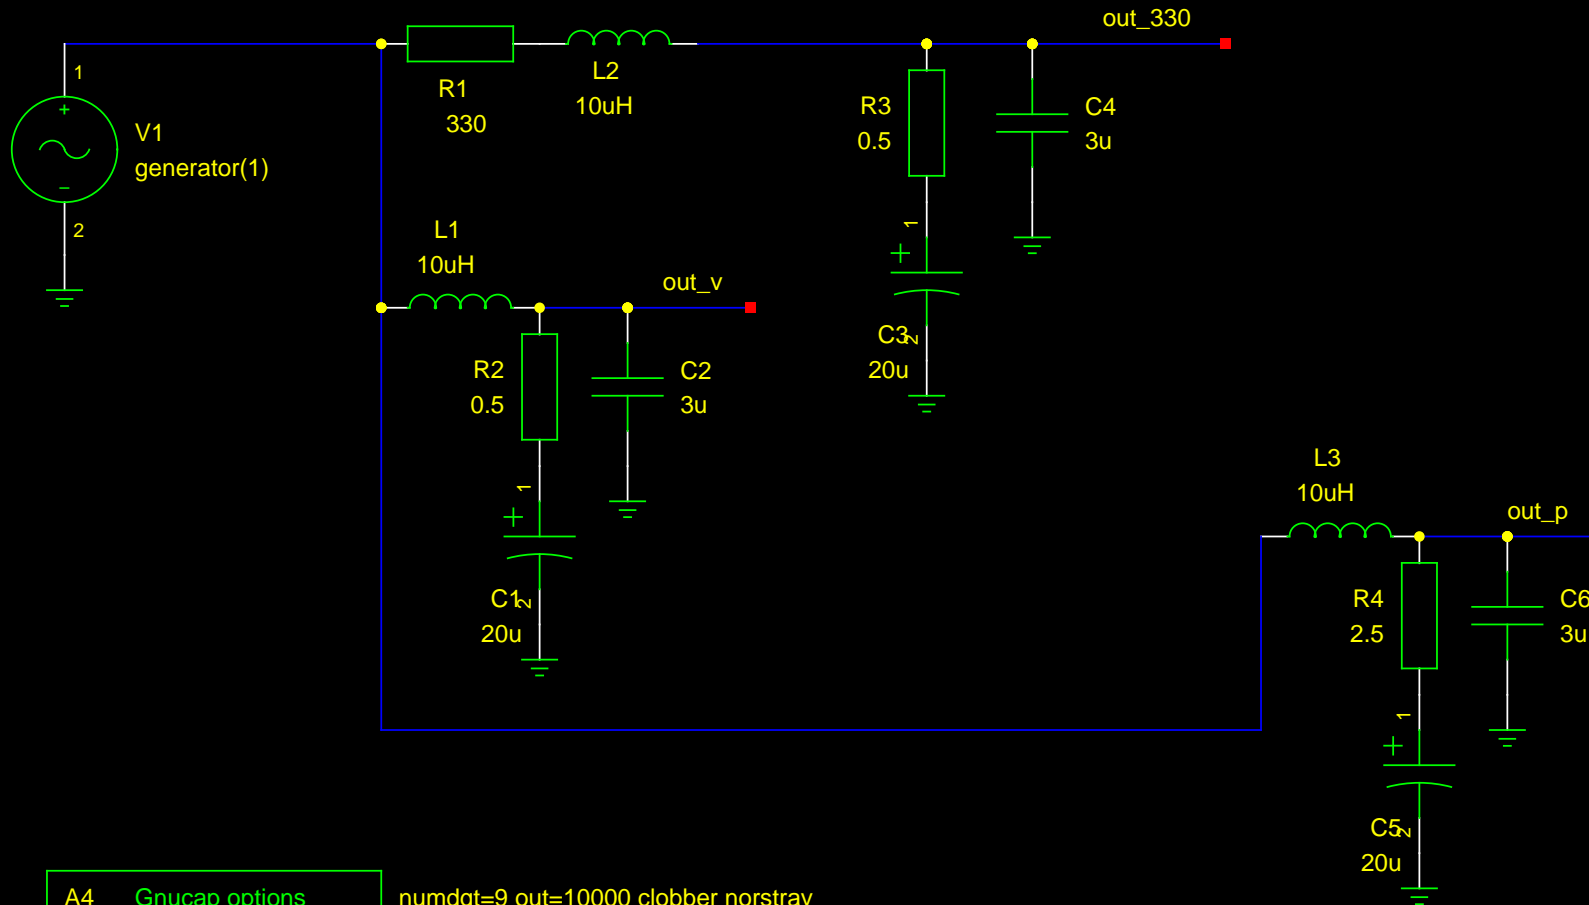 out_330
1
+
V1
generator(1)
−
2
R1
330
L2
10uH
R3
0.5
C4
3u
1
+
C3
2
20u
L1
10uH
out_v
R2
0.5
C2
3u
1
+
C1
2
20u
L3
10uH
out_p
R4
2.5
C6
3u
1
+
C5
2
20u
A4 Gnucap options numdgt=9 out=10000 clobber norstray